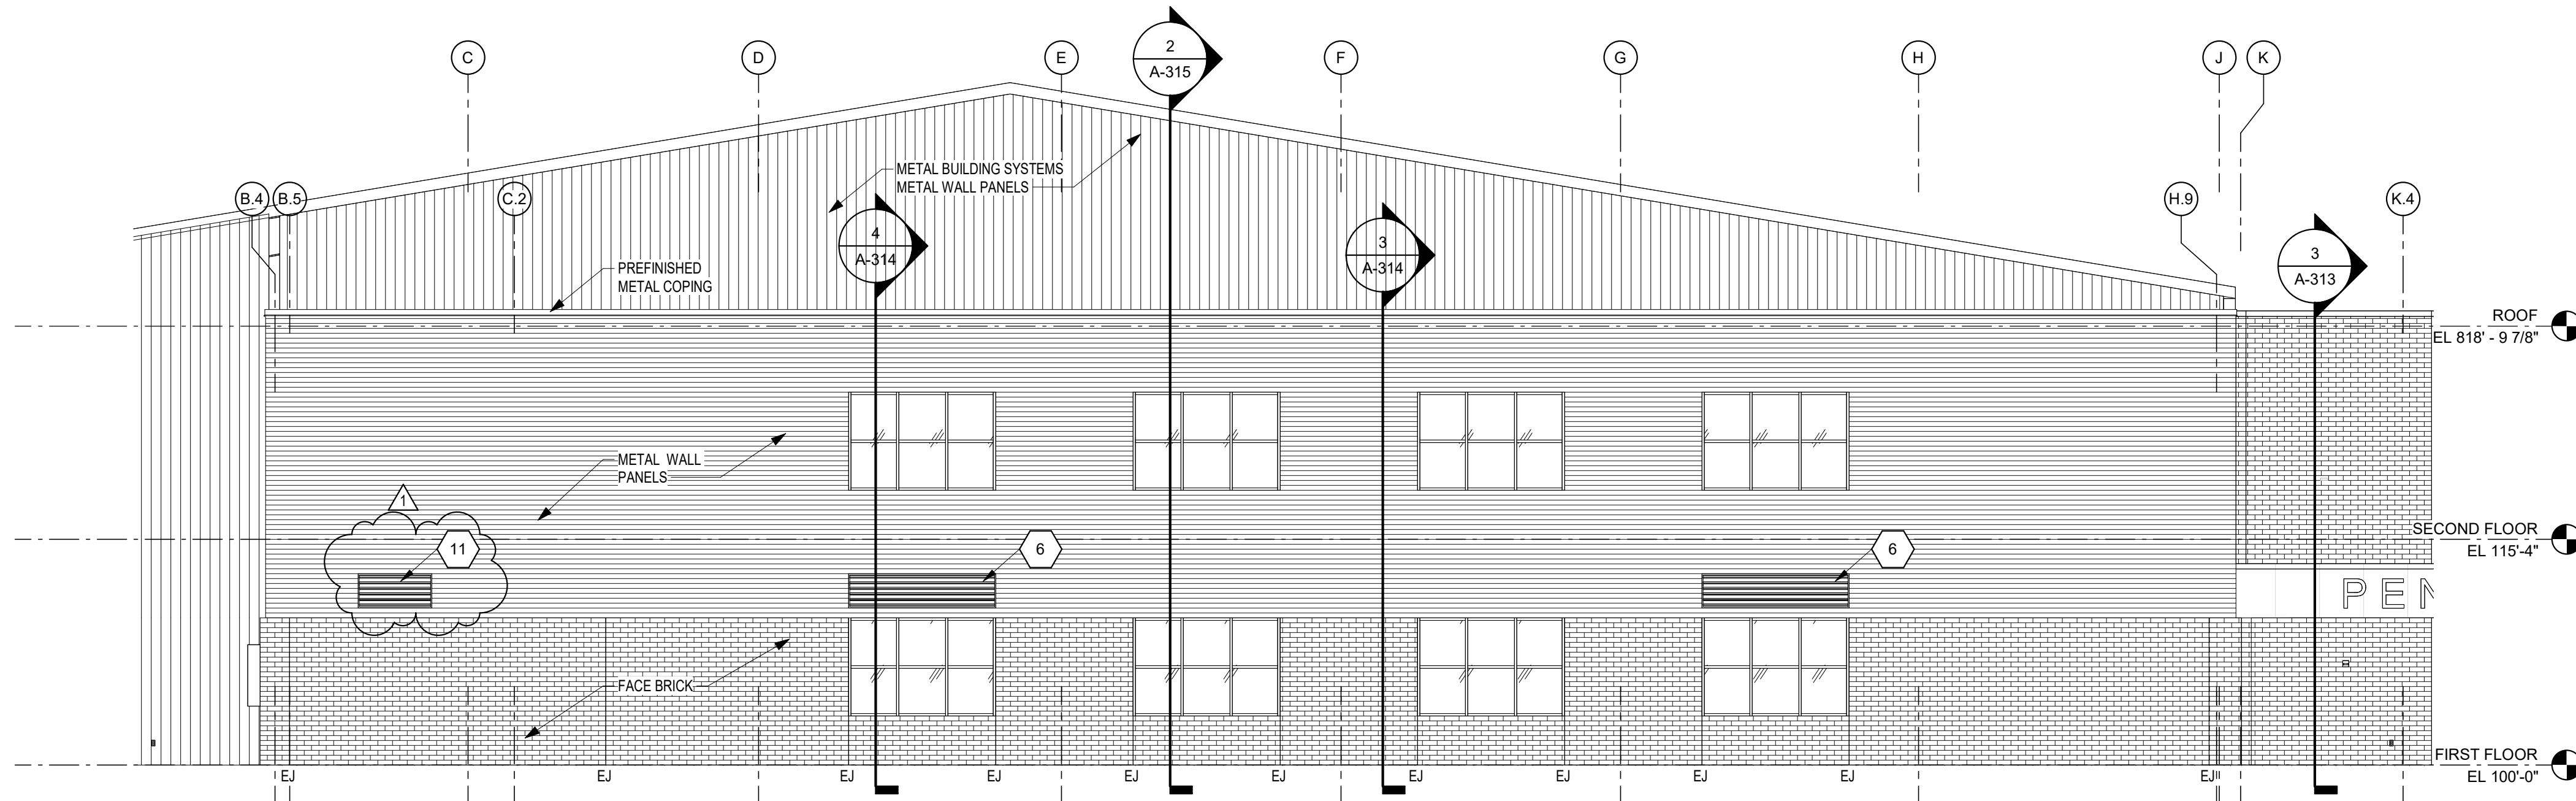 2
A-315
C
D
E
F
G
H
J
K
METAL BUILDING SYSTEMS
METAL WALL PANELS
B.4
B.5
C.2
H.9
K.4
4
A-314
3
A-314
3
A-313
PREFINISHED
METAL COPING
ROOF
EL 818' - 9 7/8"
METAL WALL
PANELS
1
11
6
6
SECOND FLOOR
EL 115'-4"
PEN
FACE BRICK
FIRST FLOOR
EL 100'-0"
EJ
EJ
EJ
EJ
EJ
EJ
EJ
EJ
EJ
EJ
EJ